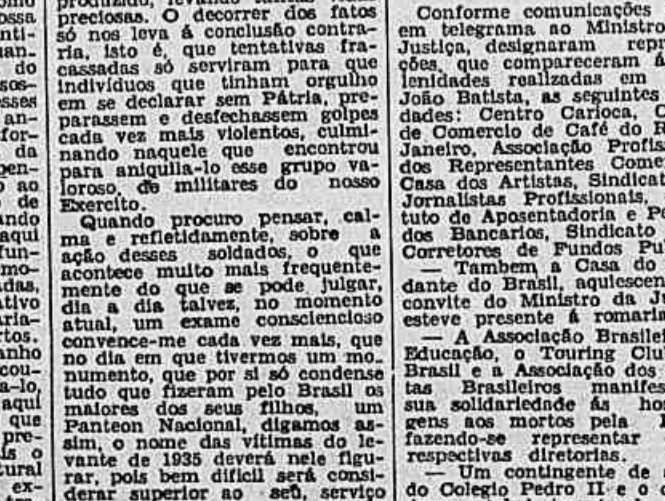 produzido, levando tantas vidas
preciosas. O decorrer dos fatos
só nos leva á conclusão contra-
ria, isto é, que tentativas fra-
cassadas só serviram para que
individuos que tinham orgulho
em se declarar sem Pátria, pre-
parassem e desfechassem golpes
cada vez mais violentos, culmi-
nando naquele que encontrou
para aniquila-lo esse grupo va-
loroso, de militares do nosso
Exercito.
Quando procuro pensar, cal-
ma e refletidamente, sobre a
ação desses soldados, o que
acontece muito mais frequente-
mente do que se pode julgar,
dia a dia talvez, no momento
atual, um exame consciencioso
convence-me cada vez mais, que
no dia em que tivermos um mo-
numento, que por si só condense
tudo que fizeram pelo Brasil os
maiores dos seus filhos, um
Panteon Nacional, digamos as-
sim, o nome das vítimas do le-
vante de 1935 deverá nele figu-
rar, pois bem dificil será consi-
derar superior ao seu, serviço
Conforme comunicações
em telegrama ao Ministro
Justiça, designaram repr
ções, que compareceram á
lenidades realizadas em
João Batista, as seguintes
dades: Centro Carioca, C
de Comercio de Café do R
Janeiro, Associação Profiss
dos Representantes Come
Casa dos Artistas, Sindicat
Jornalistas Profissionais,
tuto de Aposentadoria e P
dos Bancarios, Sindicato
Corretores de Fundos Pu
— Tambem a Casa do
dante do Brasil, aquiescen
convite do Ministro da J
esteve presente á romaria
— A Associação Brasilei
Educação, o Touring Clu
Brasil e a Associação dos
tas Brasileiros manifes
sua solidariedade ás ho
gens aos mortos pela
fazendo-se representar
respectivas diretorias.
— Um contingente de
do Colegio Pedro II e o